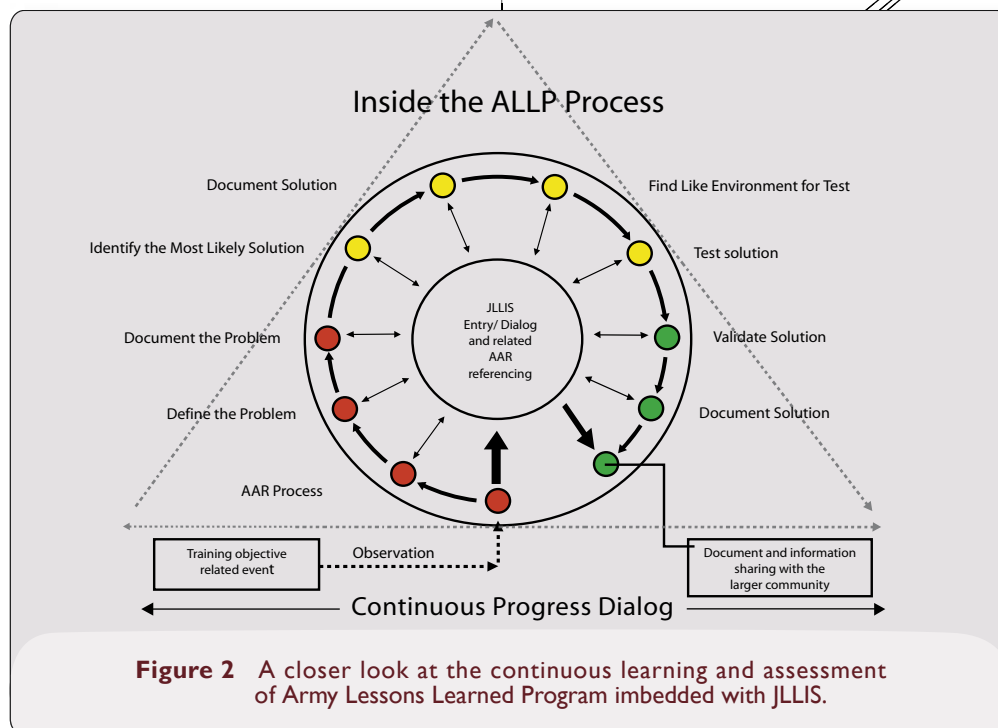 Inside the ALLP Process
Document Solution
Find Like Environment for Test
Identify the Most Likely Solution
Test solution
JLLIS
Entry/ Dialog
and related
AAR
referencing
Document the Problem
Validate Solution
Define the Problem
Document Solution
AAR Process
Training objective
related event
Observation
Document and information
sharing with the
larger community
Continuous Progress Dialog
Figure 2 A closer look at the continuous learning and assessment
of Army Lessons Learned Program imbedded with JLLIS.